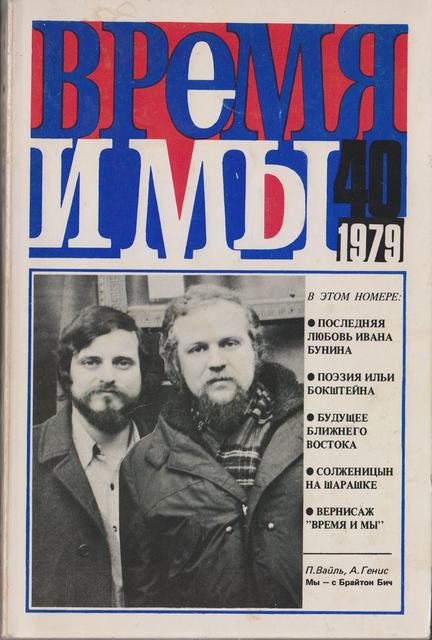 ВРЕМЯ
И МЫ
40
1979
В ЭТОМ НОМЕРЕ:
● ПОСЛЕДНЯЯ
ЛЮБОВЬ ИВАНА
БУНИНА
● ПОЭЗИЯ ИЛЬИ
БОКШТЕЙНА
● БУДУЩЕЕ
БЛИЖНЕГО
ВОСТОКА
● СОЛЖЕНИЦЫН
НА ШАРАШКЕ
● ВЕРНИСАЖ
"ВРЕМЯ И МЫ"
П.Вайль, А.Генис
Мы — с Брайтон Бич